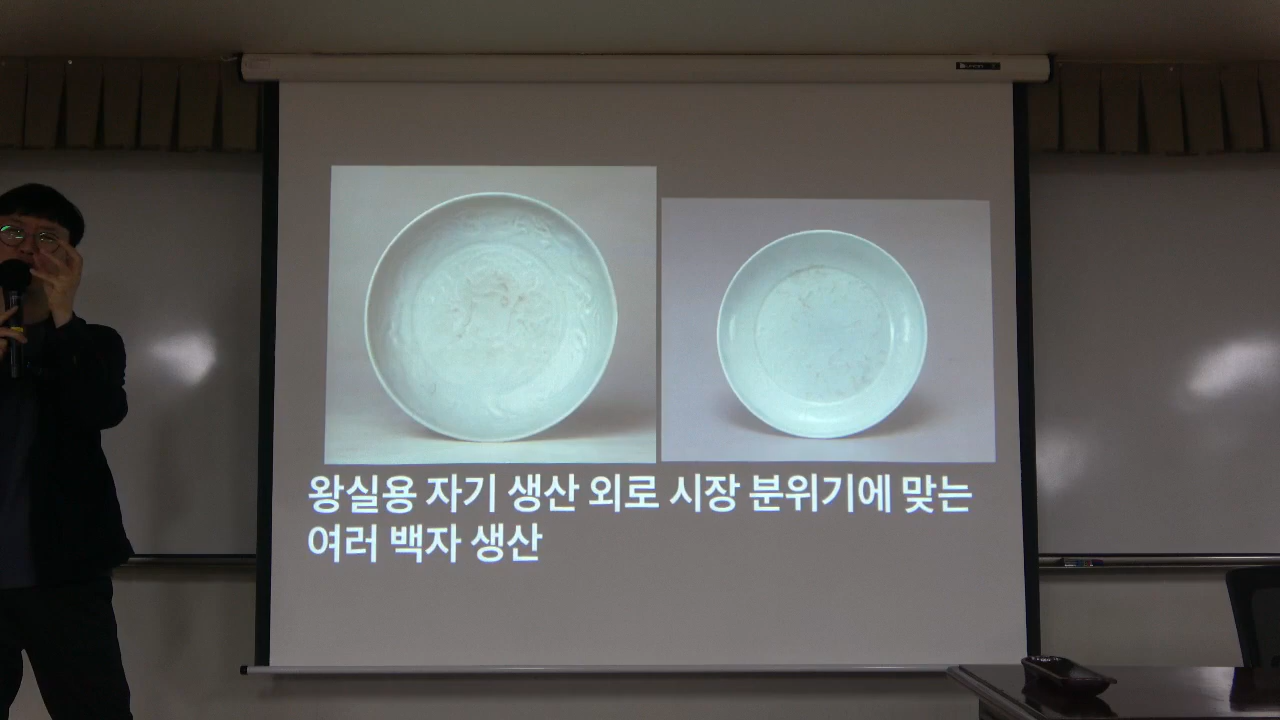 왕실용 자기 생산 외로 시장 분위기에 맞는
여러 백자 생산